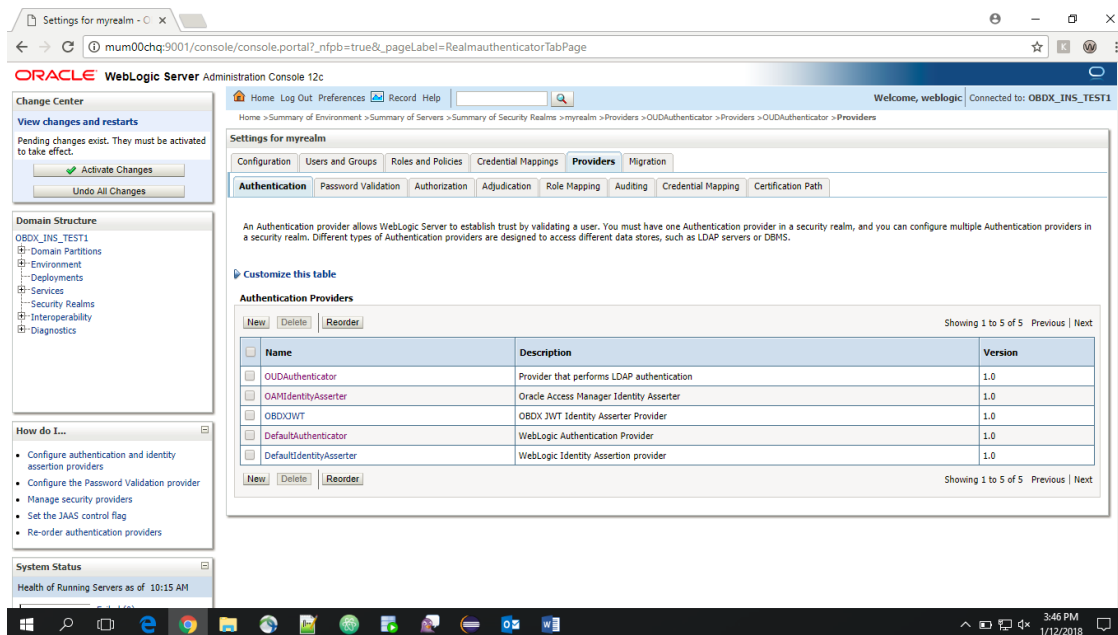 Settings for myrealm - C
mum00chq:9001/console/console.portal?_nfpb=true&_pageLabel=RealmauthenticatorTabPage
K
W
ORACLE WebLogic Server Administration Console 12c
Change Center
View changes and restarts
Pending changes exist. They must be activated
to take effect.
Activate Changes
Undo All Changes
Domain Structure
OBDX_INS_TEST1
Domain Partitions
Environment
Deployments
Services
Security Realms
Interoperability
Diagnostics
How do I...
Configure authentication and identity
assertion providers
Configure the Password Validation provider
Manage security providers
Set the JAAS control flag
Re-order authentication providers
System Status
Health of Running Servers as of 10:15 AM
Home Log Out Preferences Record Help
Welcome, weblogic Connected to: OBDX_INS_TEST1
Home >Summary of Environment >Summary of Servers >Summary of Security Realms >myrealm >Providers >OUDAuthenticator >Providers >OUDAuthenticator >Providers
Settings for myrealm
Configuration Users and Groups Roles and Policies Credential Mappings Providers Migration
Authentication Password Validation Authorization Adjudication Role Mapping Auditing Credential Mapping Certification Path
An Authentication provider allows WebLogic Server to establish trust by validating a user. You must have one Authentication provider in a security realm, and you can configure multiple Authentication providers in
a security realm. Different types of Authentication providers are designed to access different data stores, such as LDAP servers or DBMS.
Customize this table
Authentication Providers
New Delete Reorder Showing 1 to 5 of 5 Previous | Next
Name Description Version
OUDAuthenticator Provider that performs LDAP authentication 1.0
OAMIdentityAsserter Oracle Access Manager Identity Asserter 1.0
OBDXJWT OBDX JWT Identity Asserter Provider 1.0
DefaultAuthenticator WebLogic Authentication Provider 1.0
DefaultIdentityAsserter WebLogic Identity Assertion provider 1.0
New Delete Reorder Showing 1 to 5 of 5 Previous | Next
3:46 PM
1/12/2018